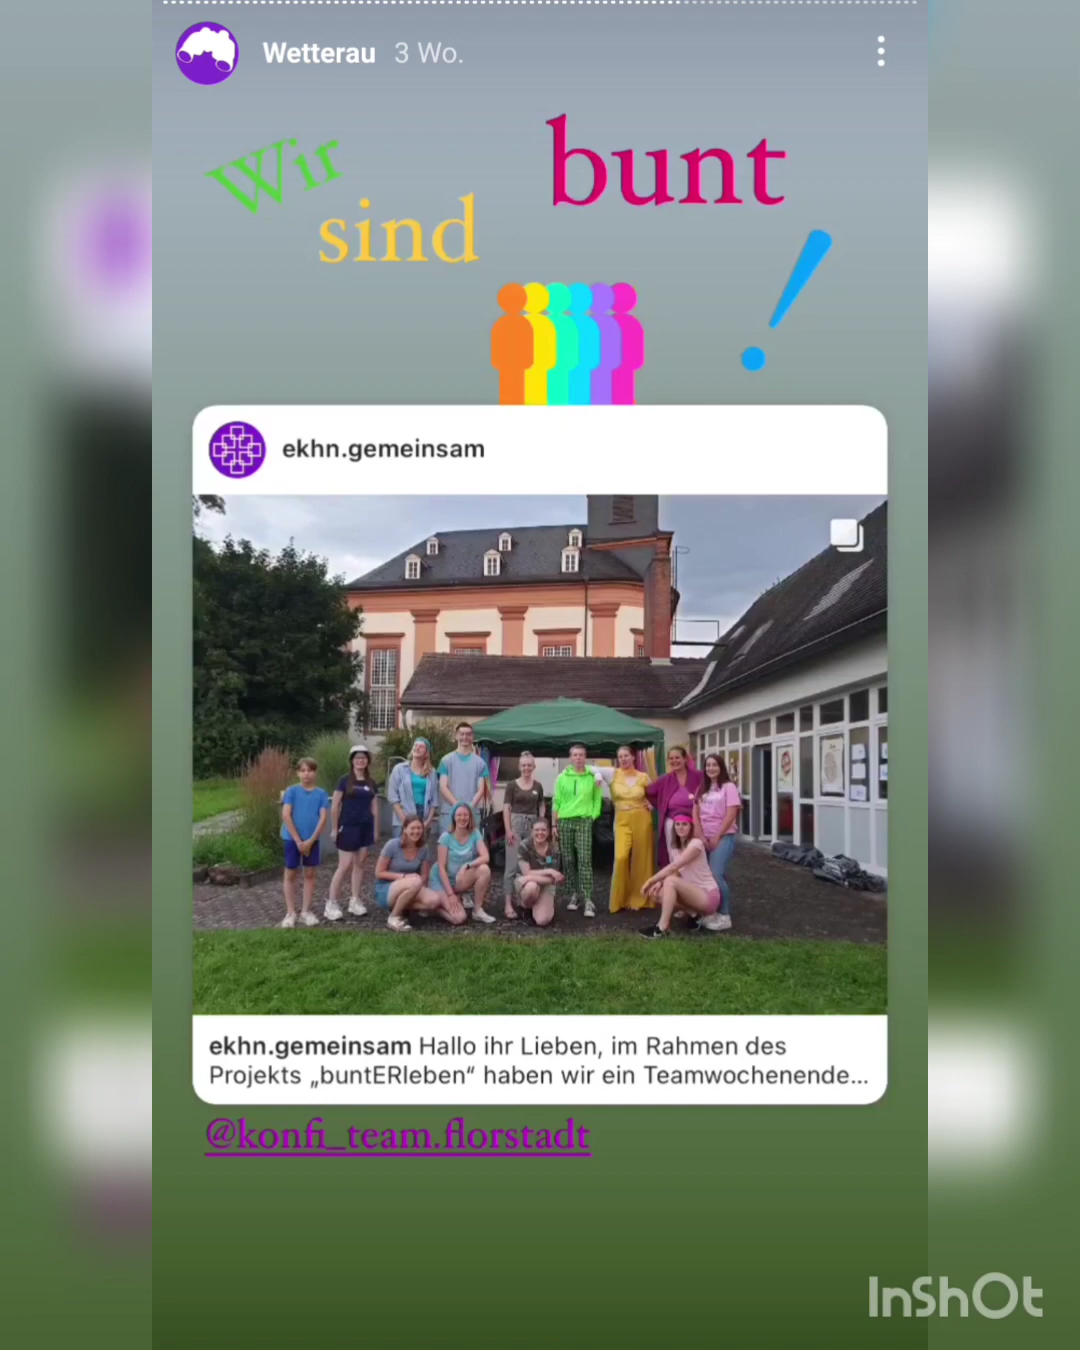 Wetterau 3 Wo.
Wir
sind
bunt
!
ekhn.gemeinsam
ekhn.gemeinsam Hallo ihr Lieben, im Rahmen des
Projekts „buntERleben“ haben wir ein Teamwochenende...
@konfi_team.florstadt
InShOt